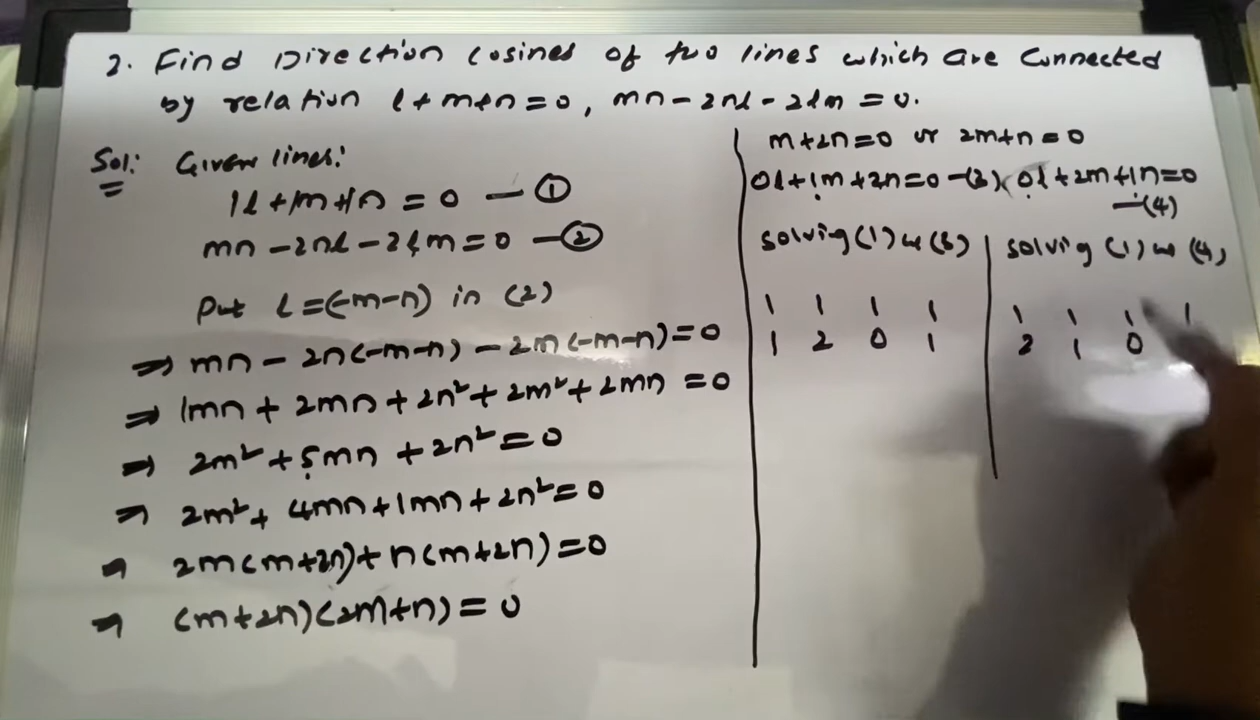 2. Find Direction Cosines of two lines which are Connected
by relation l + m + n = 0, mn - 2nl - 2lm = 0.
Sol: Given lines:
1l + 1m + 1n = 0 — ①
mn - 2nl - 2lm = 0 — ②
Put l = (-m-n) in (2)
⇒ mn - 2n(-m-n) - 2m(-m-n) = 0
⇒ 1mn + 2mn + 2n² + 2m² + 2mn = 0
⇒ 2m² + 5mn + 2n² = 0
⇒ 2m² + 4mn + 1mn + 2n² = 0
⇒ 2m(m+2n) + n(m+2n) = 0
⇒ (m+2n)(2m+n) = 0
m+2n=0 or 2m+n=0
0l+1m+2n=0 -(3), 0l+2m+1n=0
—(4)
solving (1) & (3)
1 1 1 1
1 2 0 1
solving (1) & (4)
1 1 1 1
2 1 0